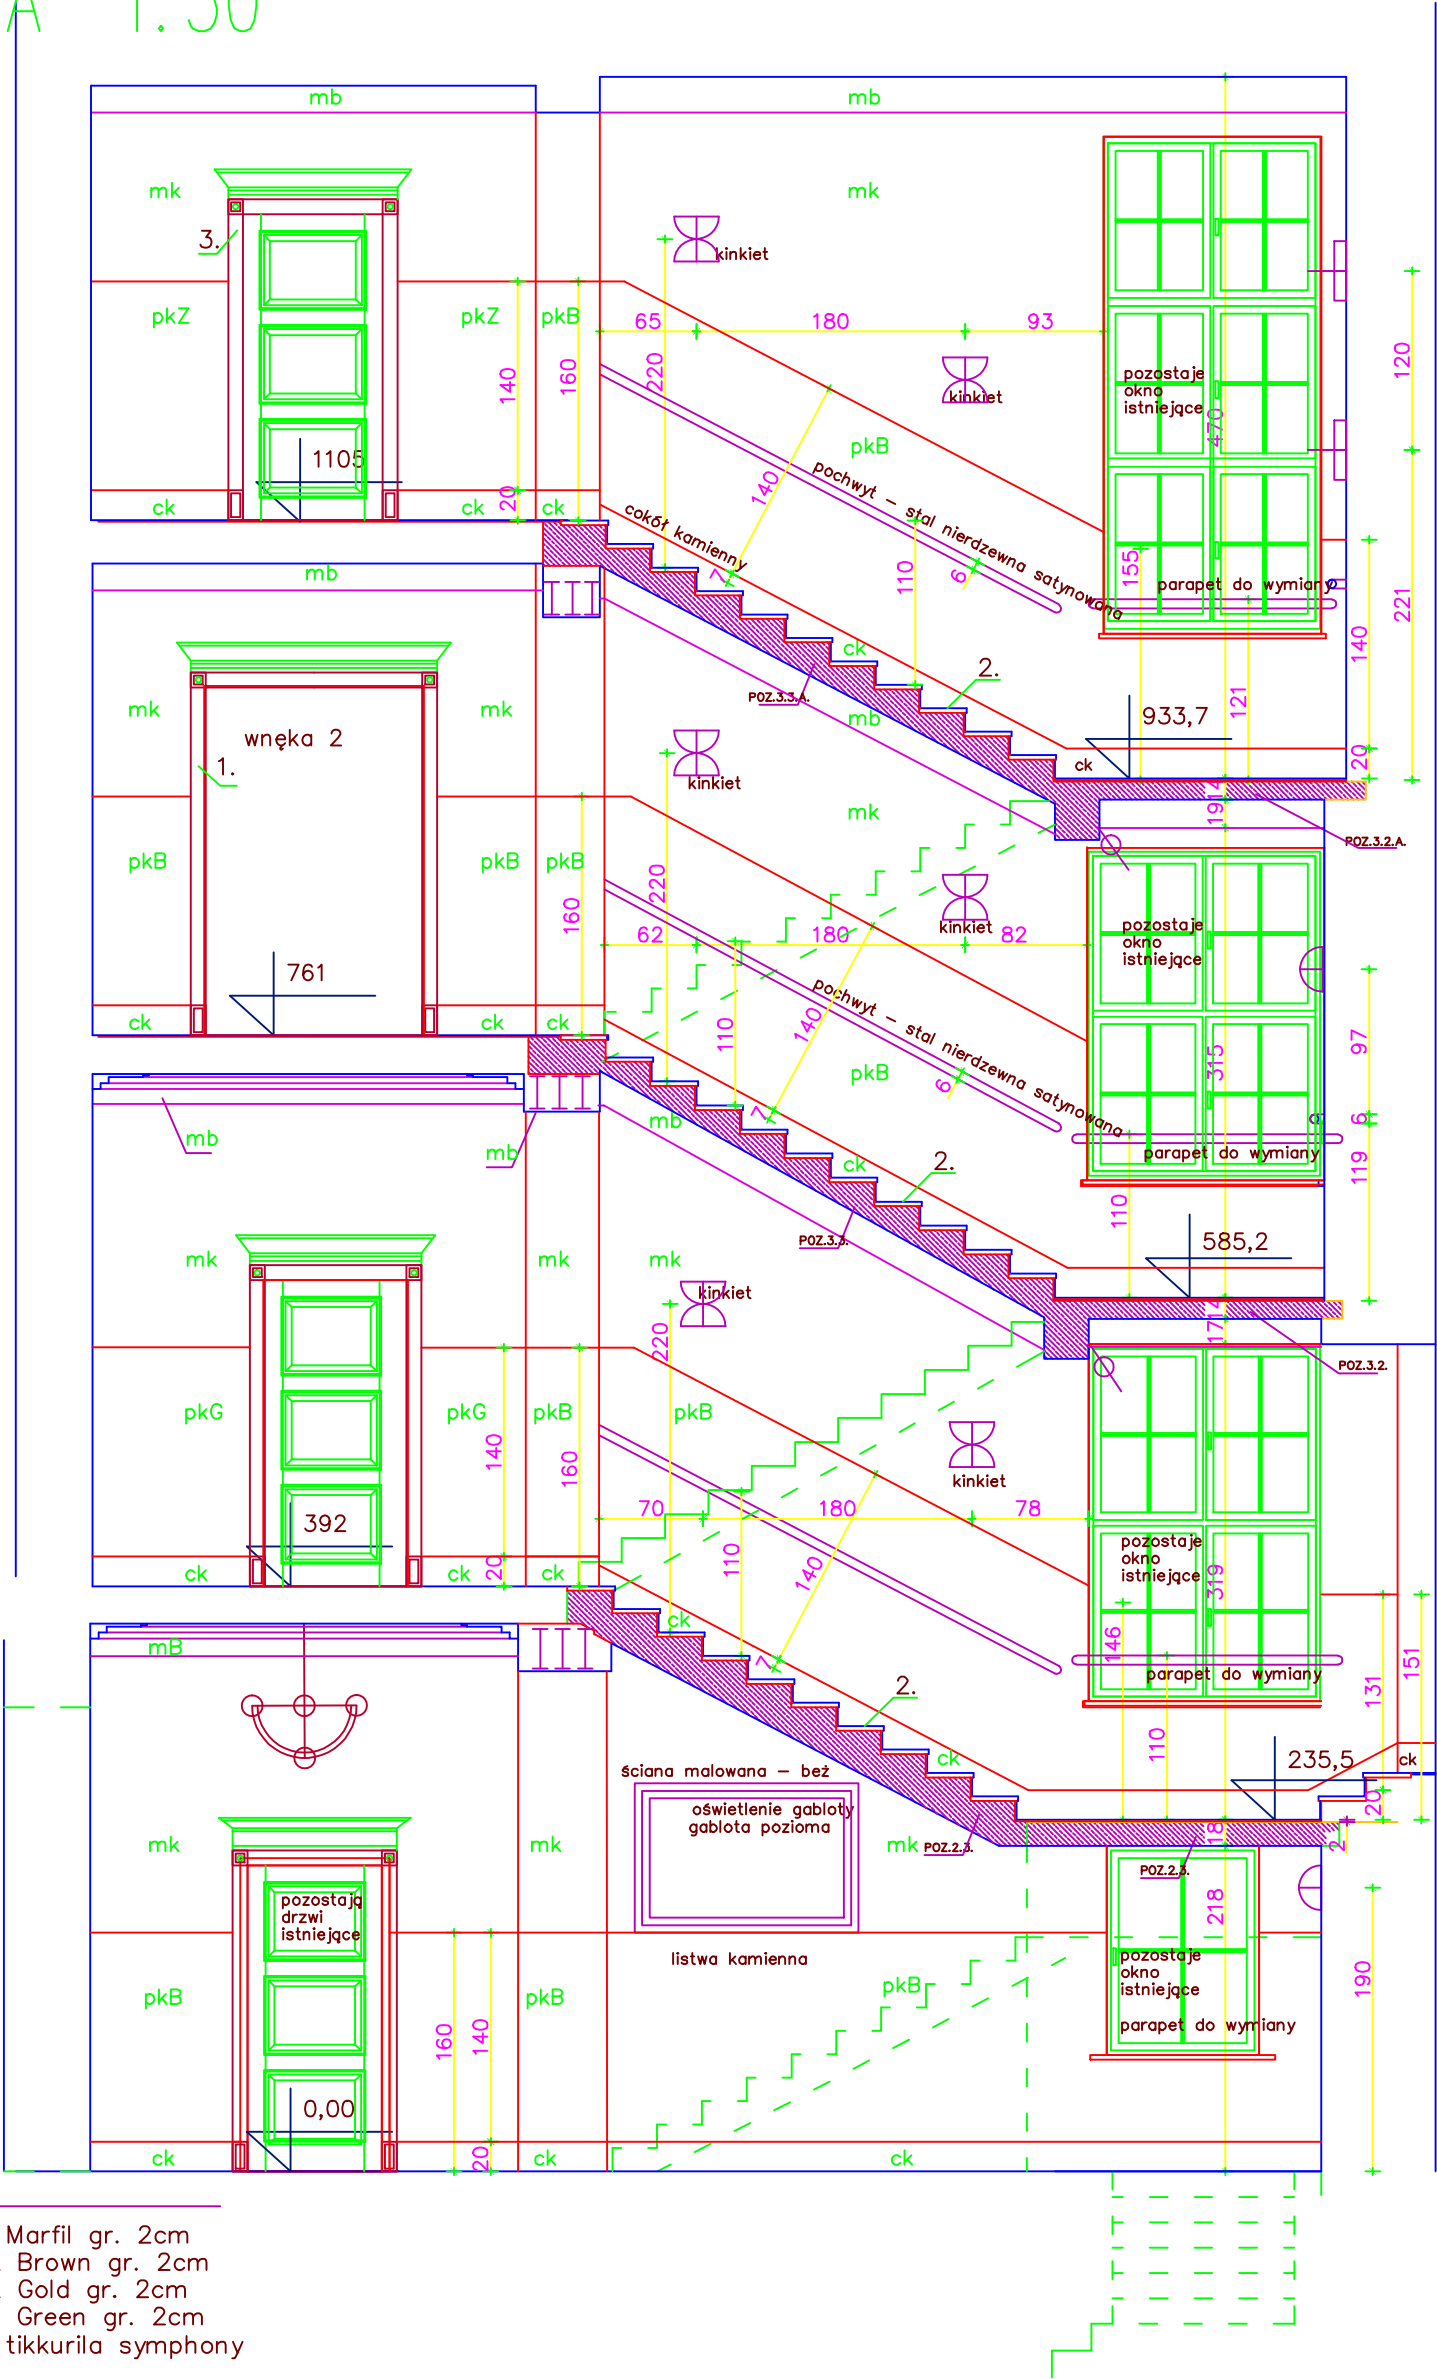 A 1:50
mb
mb
mk
mk
3.
kinkiet
pkZ
pkZ
pkB
65
180
93
220
140
160
120
kinkiet
pozostaje
okno
istniejące
470
pkB
1105
140
pochwyt – stal nierdzewna satynowana
20
ck
ck
ck
cokół kamienny
7
110
6
155
parapet do wymiany
221
mb
140
ck
2.
POZ.3.3.A.
mb
121
933,7
mk
mk
wnęka 2
1.
kinkiet
ck
20
14
19
mk
POZ.3.2.A.
pkB
pkB
pkB
220
160
kinkiet
pozostaje
okno
istniejące
62
180
82
761
pochwyt – stal nierdzewna satynowana
140
110
97
ck
ck
ck
315
pkB
6
7
6
mb
mb
mb
parapet do wymiany
119
ck
2.
110
POZ.3.3.
585,2
mk
mk
mk
kinkiet
14
17
220
POZ.3.2.
pkG
pkG
pkB
pkB
140
160
kinkiet
70
180
78
392
pozostaje
okno
istniejące
319
110
140
20
ck
ck
ck
ck
146
mB
7
parapet do wymiany
131
151
2.
110
ck
235,5
ck
ściana malowana – beż
oświetlenie gabloty
gablota pozioma
20
18
2
mk
mk
mk
POZ.2.3.
POZ.2.3.
pozostają
drzwi
istniejące
218
listwa kamienna
pozostaje
okno
istniejące
pkB
pkB
pkB
190
160
140
parapet do wymiany
0,00
20
ck
ck
ck
Marfil gr. 2cm
Brown gr. 2cm
Gold gr. 2cm
Green gr. 2cm
tikkurila symphony